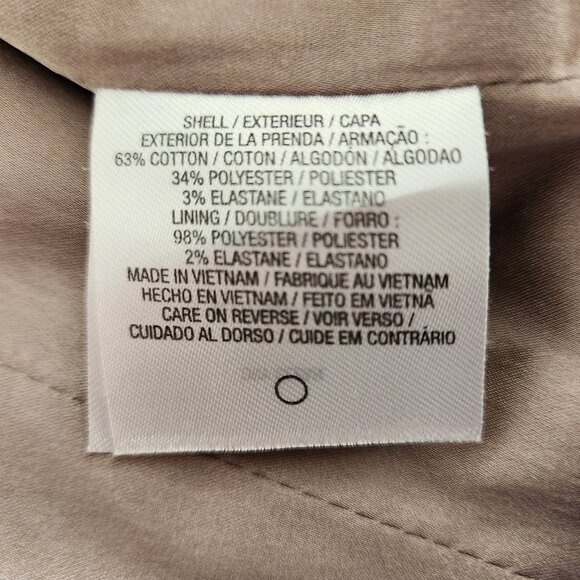 SHELL / EXTERIEUR / CAPA
EXTERIOR DE LA PRENDA / ARMAÇÃO :
63% COTTON / COTON / ALGODÓN / ALGODAO
34% POLYESTER / POLIESTER
3% ELASTANE / ELASTANO
LINING / DOUBLURE / FORRO :
98% POLYESTER / POLIESTER
2% ELASTANE / ELASTANO
MADE IN VIETNAM / FABRIQUE AU VIETNAM
HECHO EN VIETNAM / FEITO EM VIETNÃ
CARE ON REVERSE / VOIR VERSO /
CUIDADO AL DORSO / CUIDE EM CONTRÁRIO